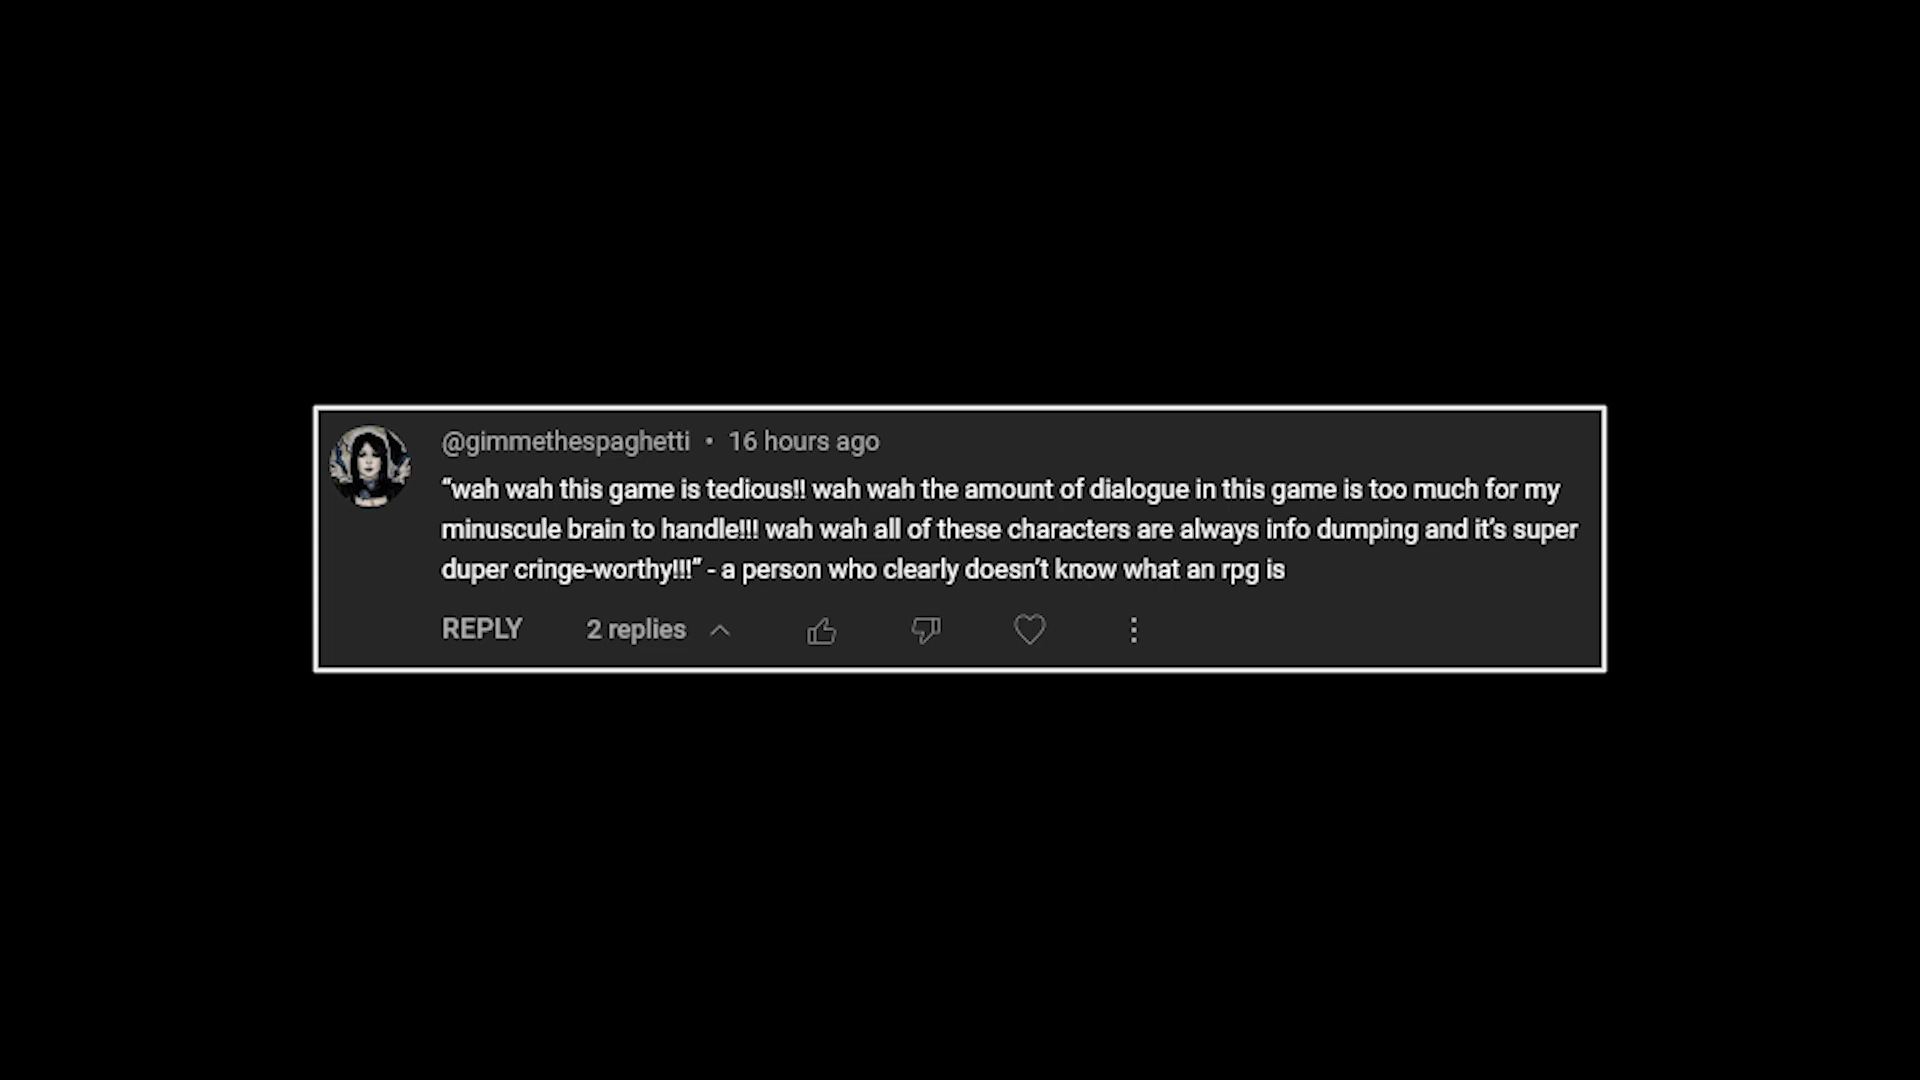 @gimmethespaghetti • 16 hours ago
“wah wah this game is tedious!! wah wah the amount of dialogue in this game is too much for my
minuscule brain to handle!!! wah wah all of these characters are always info dumping and it’s super
duper cringe-worthy!!!” - a person who clearly doesn’t know what an rpg is
REPLY 2 replies